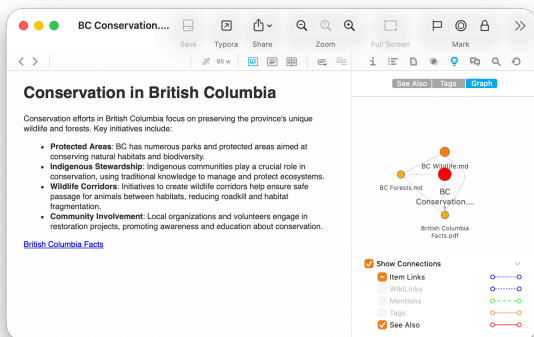 BC Conservation....
Save
Typora
Share
Zoom
Full Screen
Mark
95 w
See Also
Tags
Graph
Conservation in British Columbia
Conservation efforts in British Columbia focus on preserving the province's unique
wildlife and forests. Key initiatives include:
• Protected Areas: BC has numerous parks and protected areas aimed at
conserving natural habitats and biodiversity.
• Indigenous Stewardship: Indigenous communities play a crucial role in
conservation, using traditional knowledge to manage and protect ecosystems.
• Wildlife Corridors: Initiatives to create wildlife corridors help ensure safe
passage for animals between habitats, reducing roadkill and habitat
fragmentation.
• Community Involvement: Local organizations and volunteers engage in
restoration projects, promoting awareness and education about conservation.
British Columbia Facts
BC Wildlife.md
BC Forests.md
BC
Conservation....
British Columbia
Facts.pdf
Show Connections
Item Links
WikiLinks
Mentions
Tags
See Also